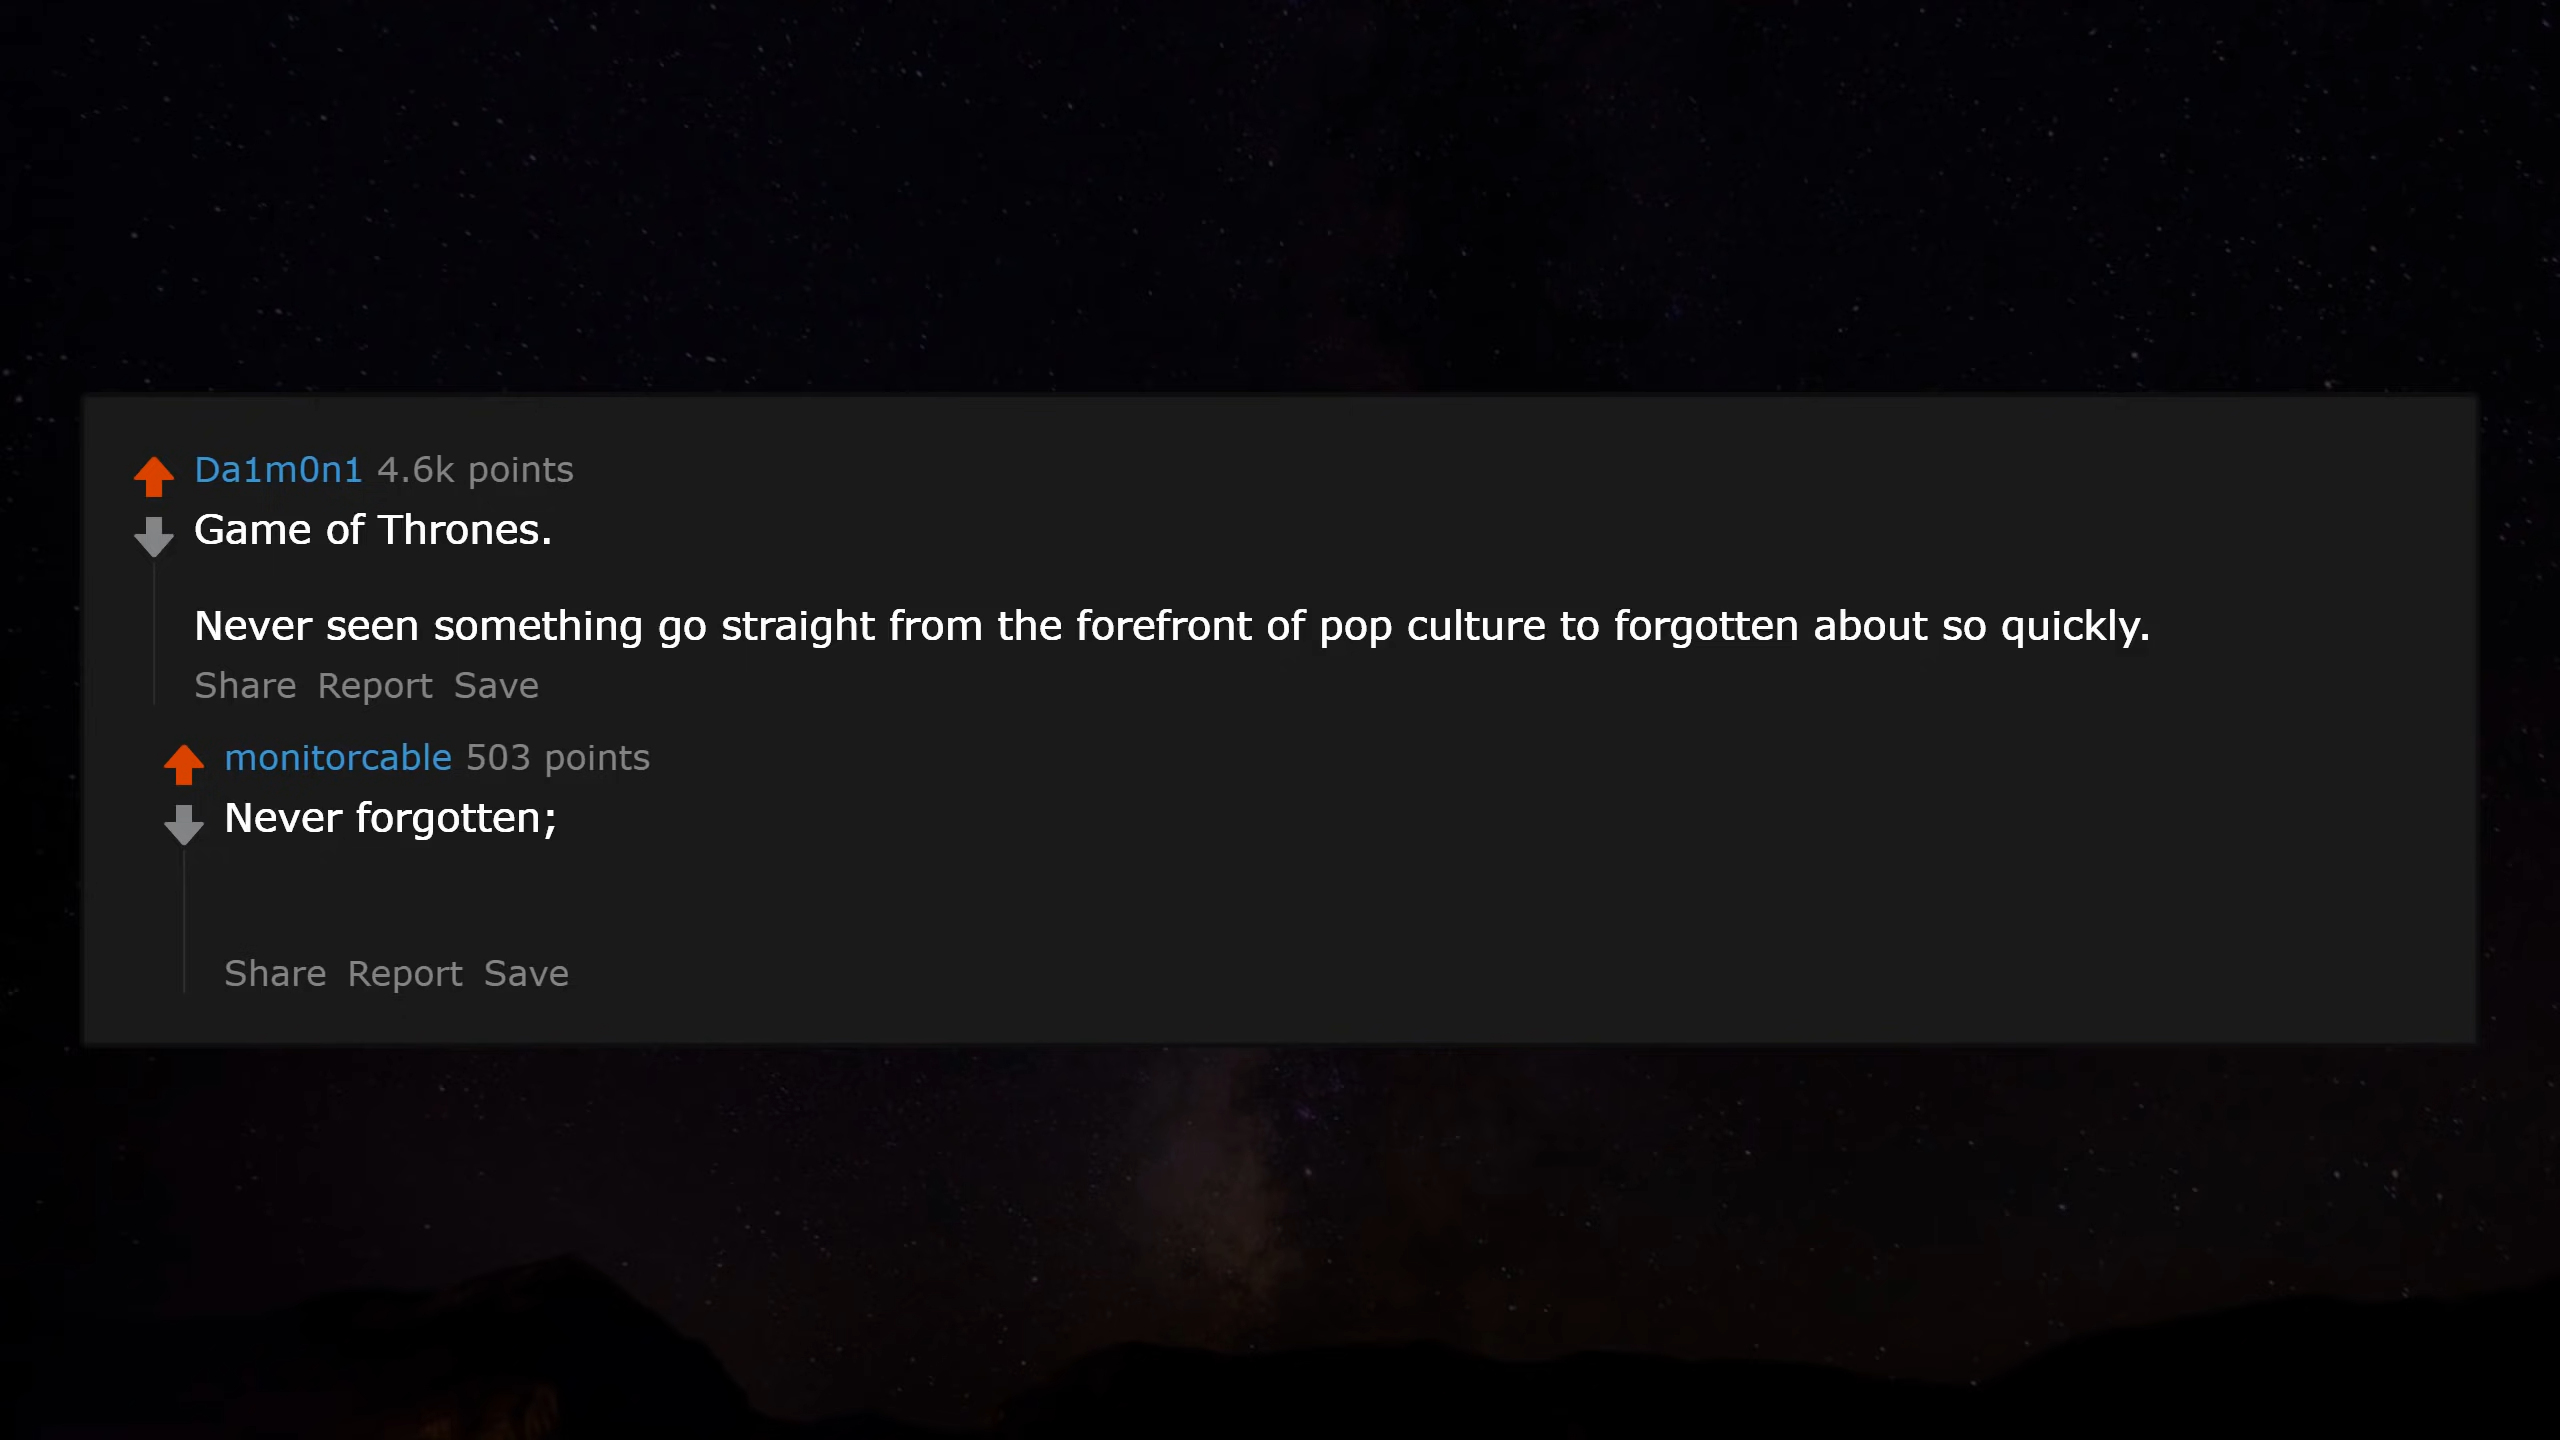 Da1m0n1 4.6k points
Game of Thrones.
Never seen something go straight from the forefront of pop culture to forgotten about so quickly.
Share Report Save
monitorcable 503 points
Never forgotten;
Share Report Save